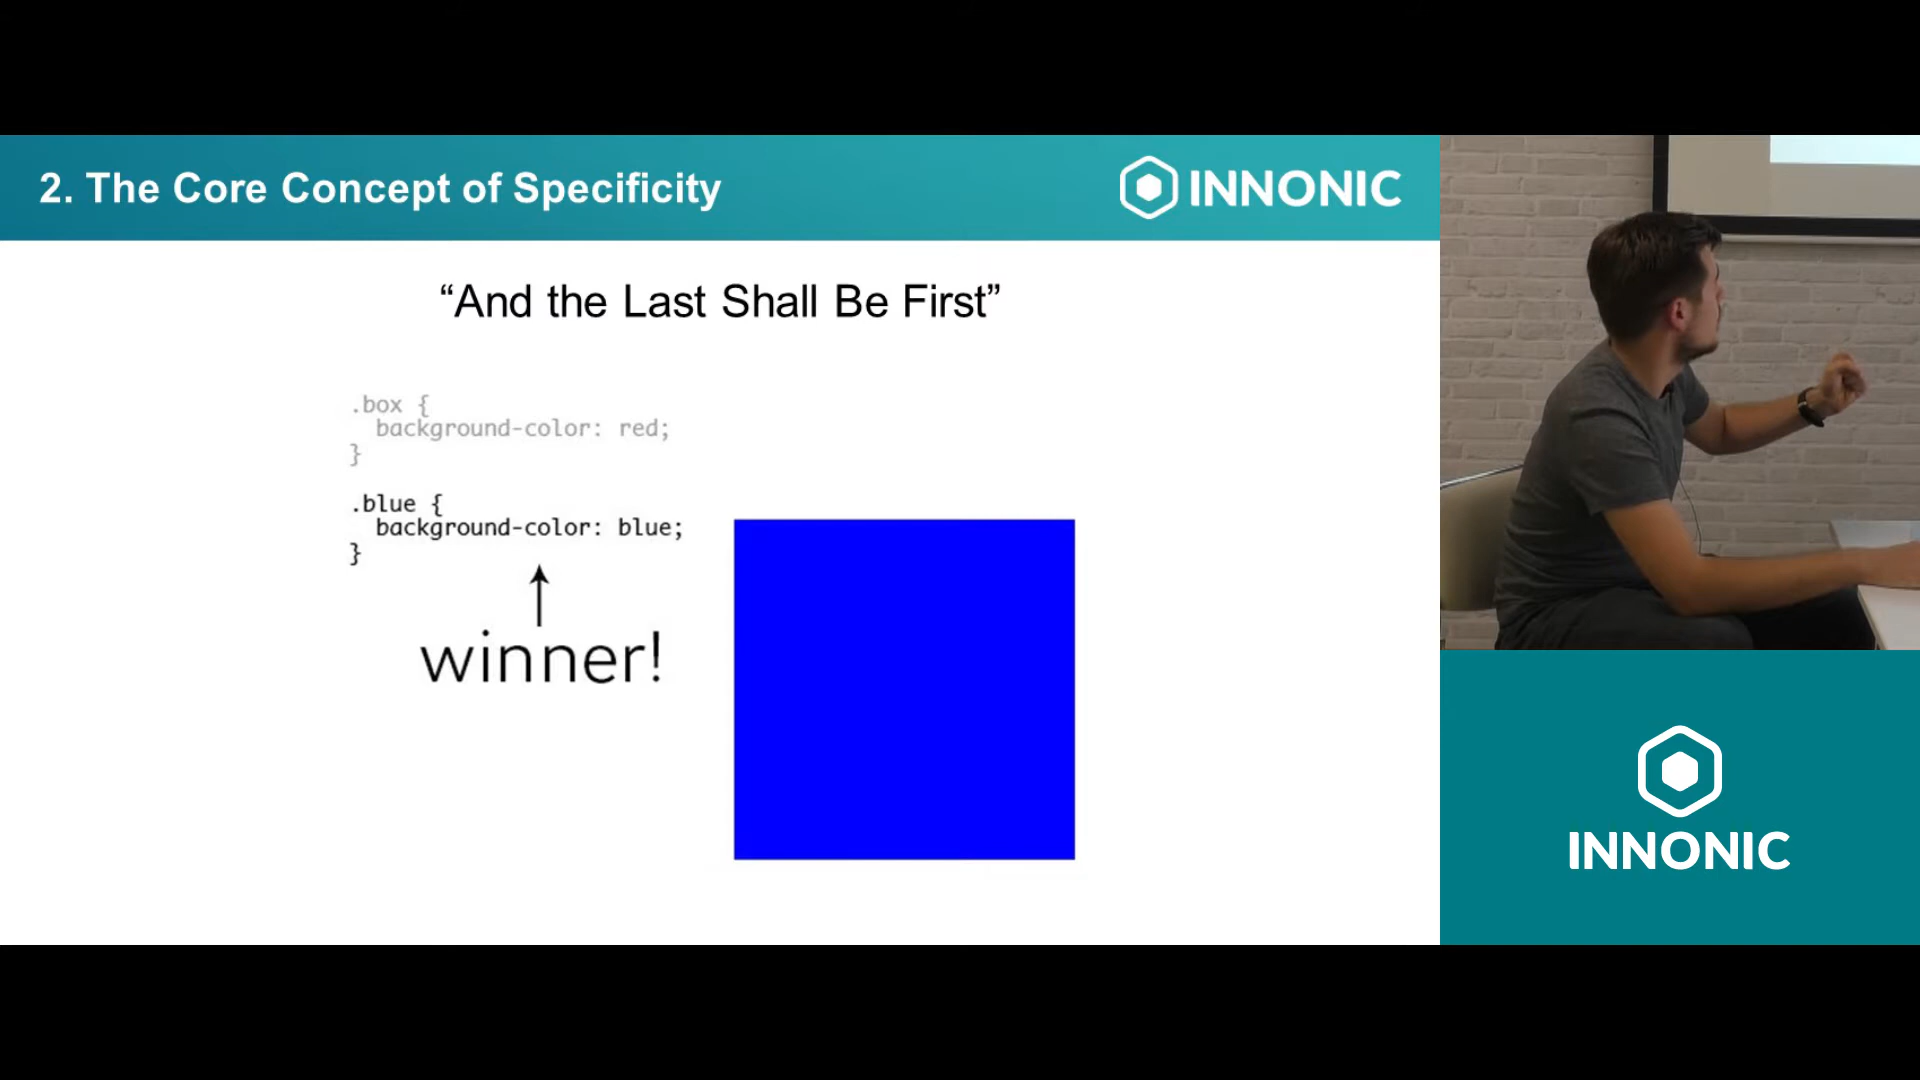 2. The Core Concept of Specificity
INNONIC
“And the Last Shall Be First”
.box {
background-color: red;
}
.blue {
background-color: blue;
}
winner!
INNONIC